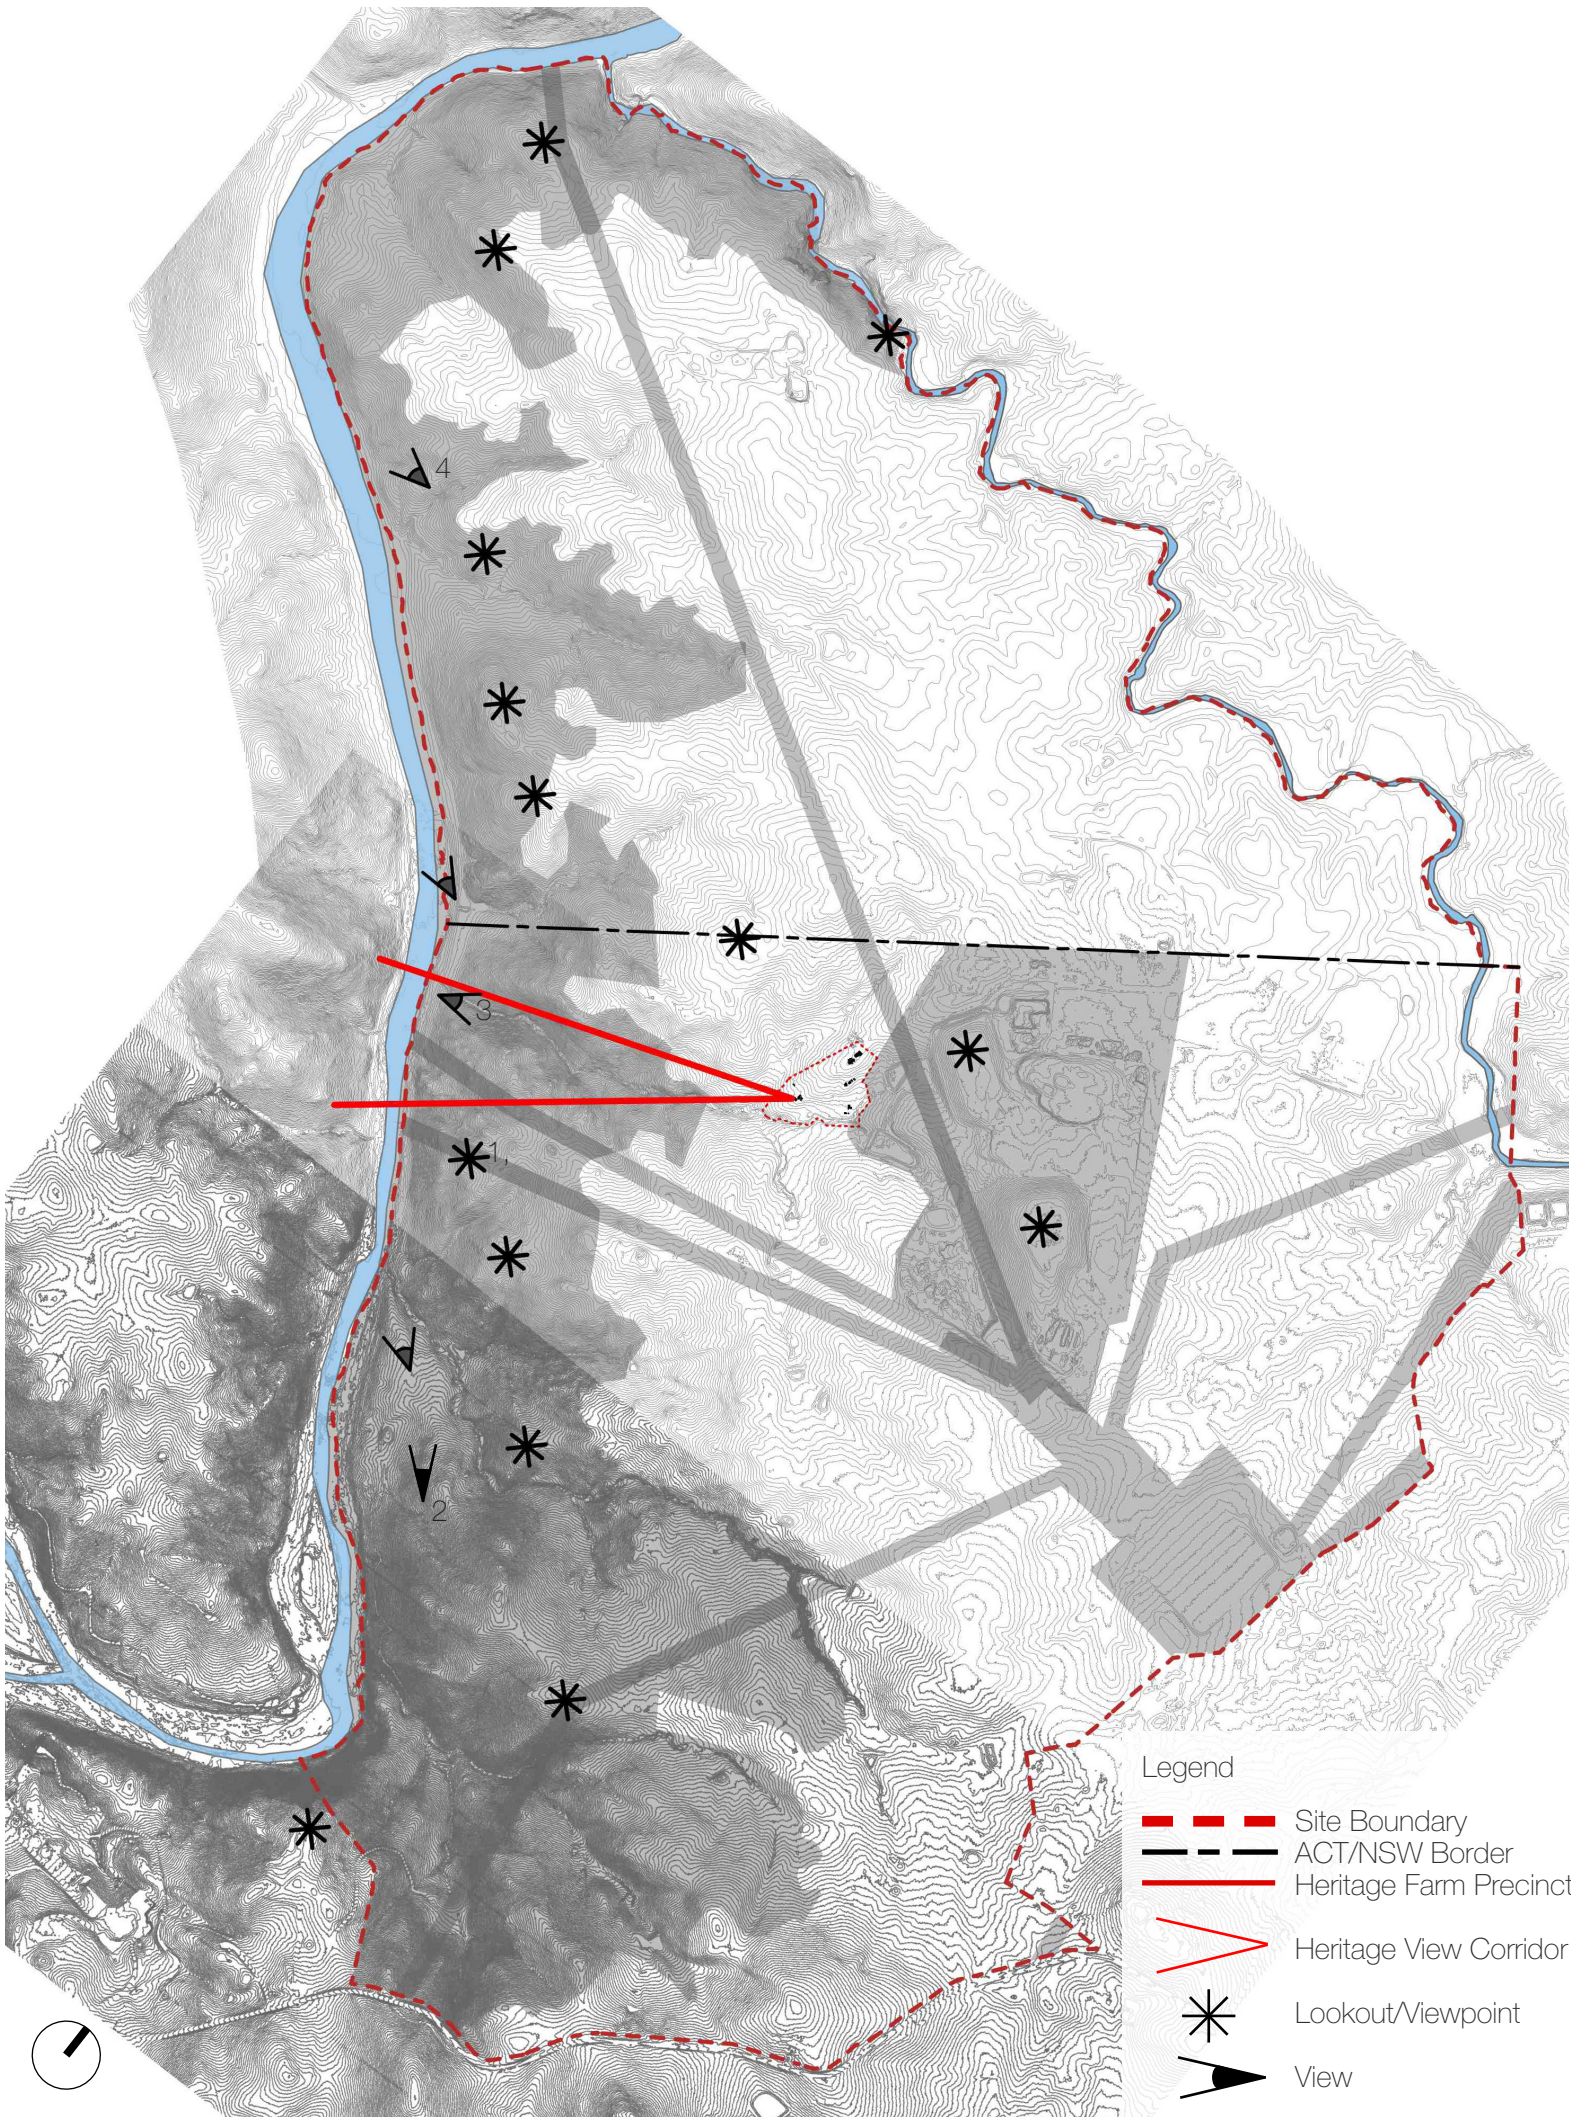 4
3
1,
2
Legend
Site Boundary
ACT/NSW Border
Heritage Farm Precinct
Heritage View Corridor
Lookout/Viewpoint
View